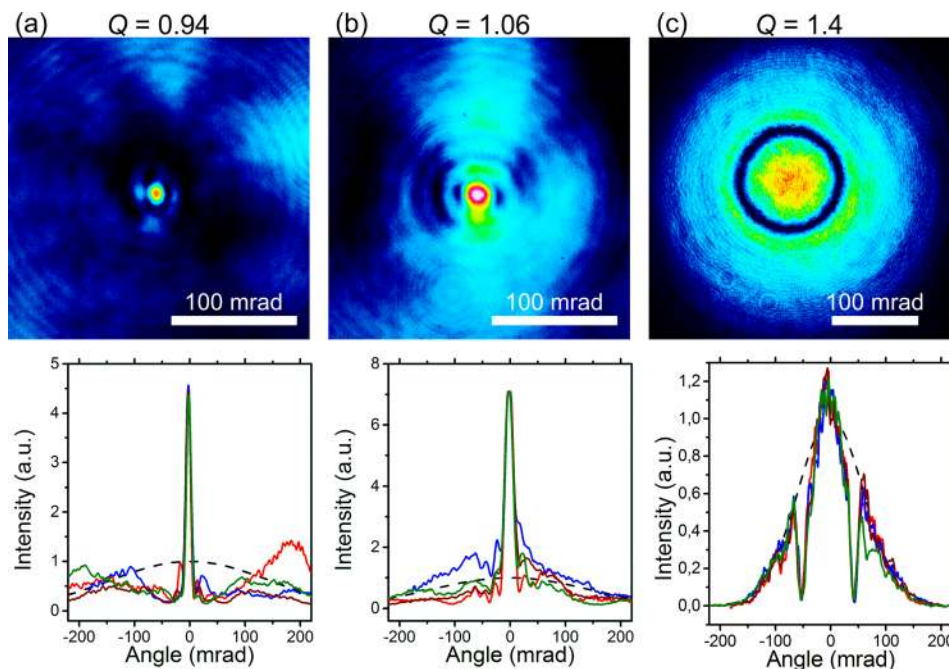 (a) Q = 0.94
(b) Q = 1.06
(c) Q = 1.4
100 mrad
100 mrad
100 mrad
5
4
3
2
1
0
Intensity (a.u.)
-200 -100 0 100 200
Angle (mrad)
8
6
4
2
0
Intensity (a.u.)
-200 -100 0 100 200
Angle (mrad)
1,2
1,0
0,8
0,6
0,4
0,2
0,0
Intensity (a.u.)
-200 -100 0 100 200
Angle (mrad)